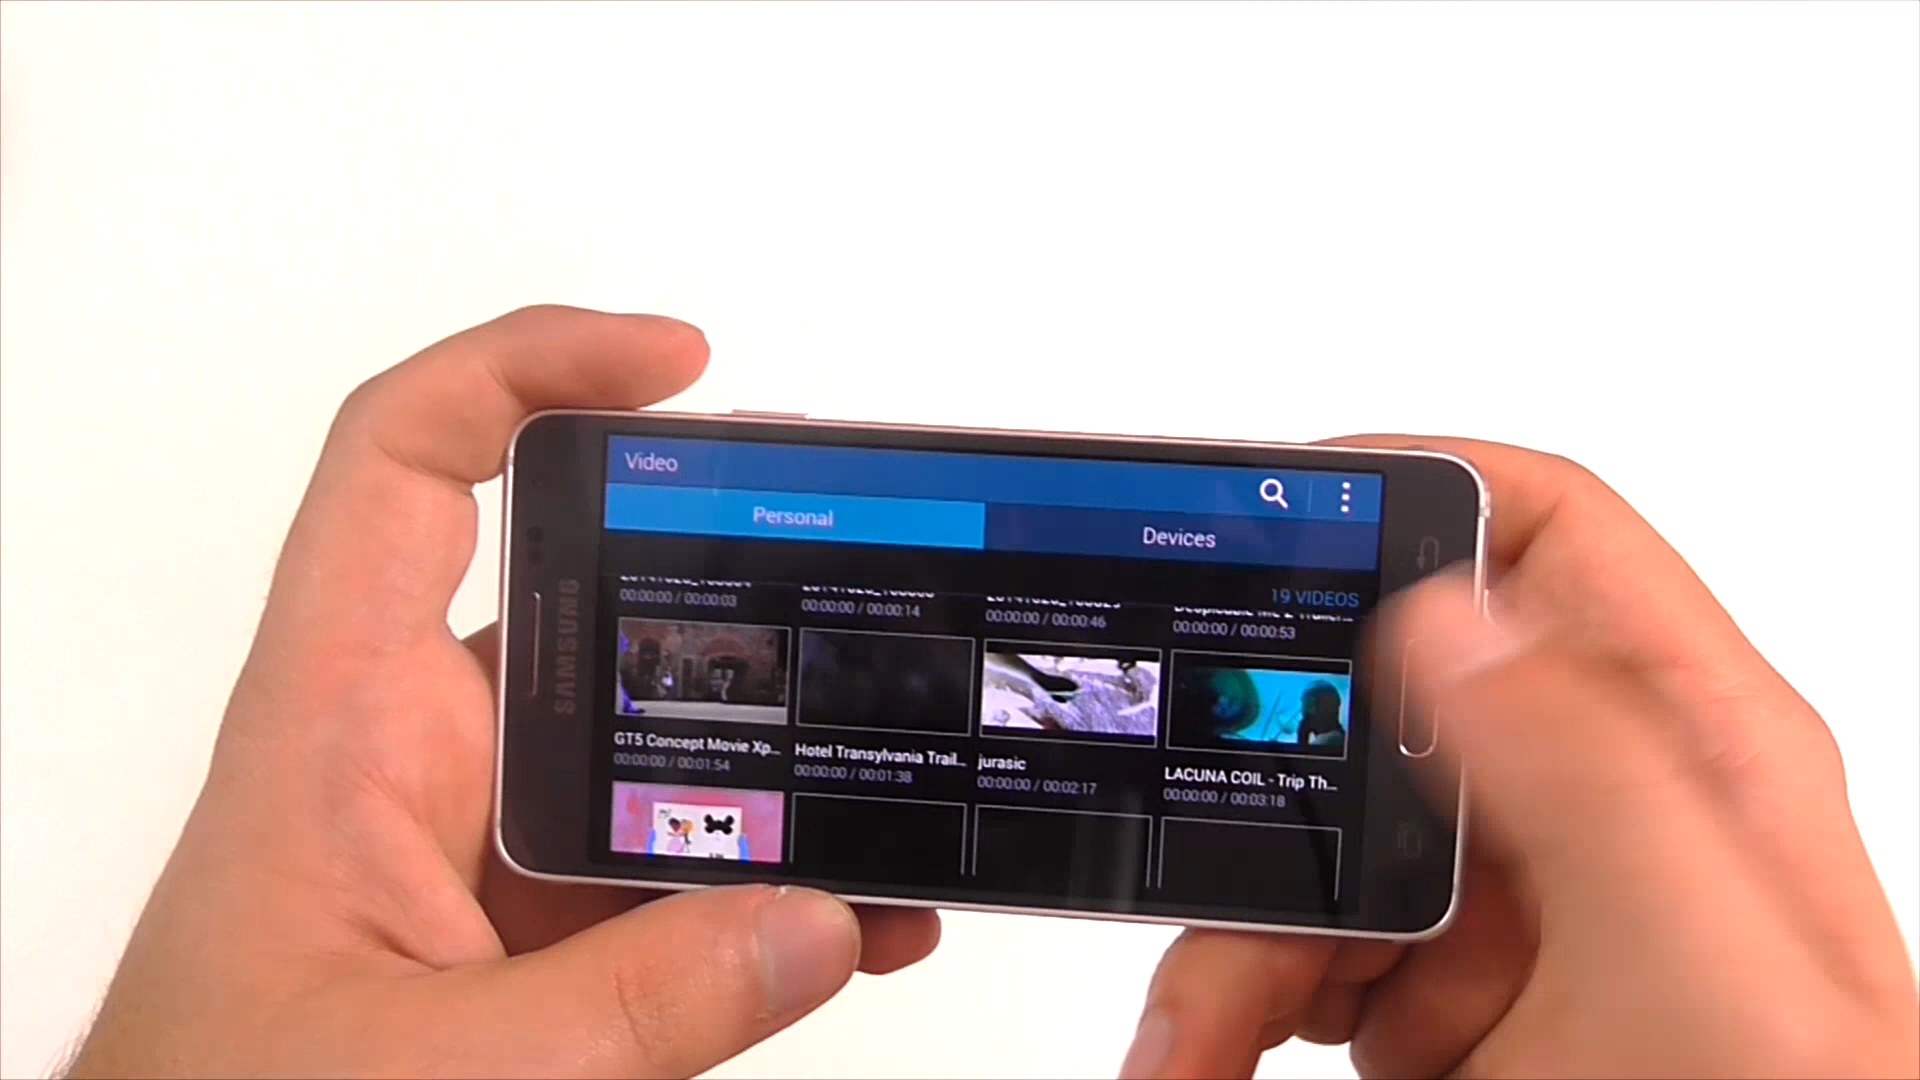 Video
Personal
Devices
19 VIDEOS
00:00:00 / 00:00:03
00:00:00 / 00:00:14
00:00:00 / 00:00:46
00:00:00 / 00:00:53
GT5 Concept Movie Xp...
00:00:00 / 00:01:54
Hotel Transylvania Trail...
00:00:00 / 00:01:38
jurasic
00:00:00 / 00:02:17
LACUNA COIL - Trip Th...
00:00:00 / 00:03:18
SAMSUNG